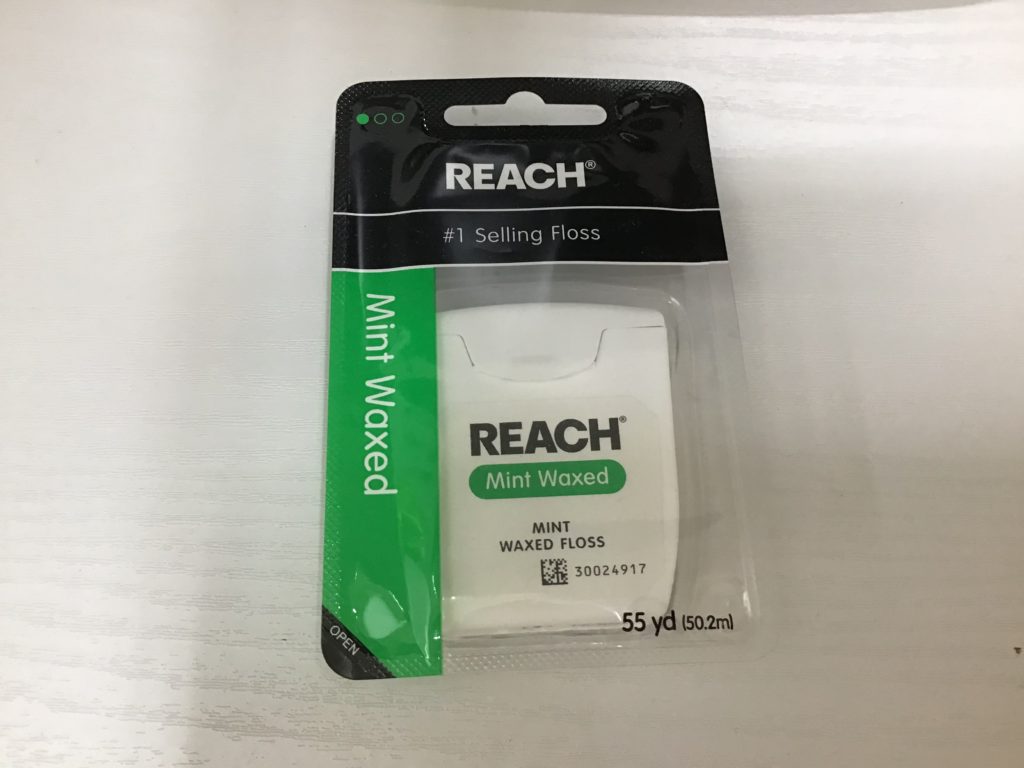 REACH®
#1 Selling Floss
Mint Waxed
REACH®
Mint Waxed
MINT
WAXED FLOSS
30024917
55 yd (50.2m)
OPEN